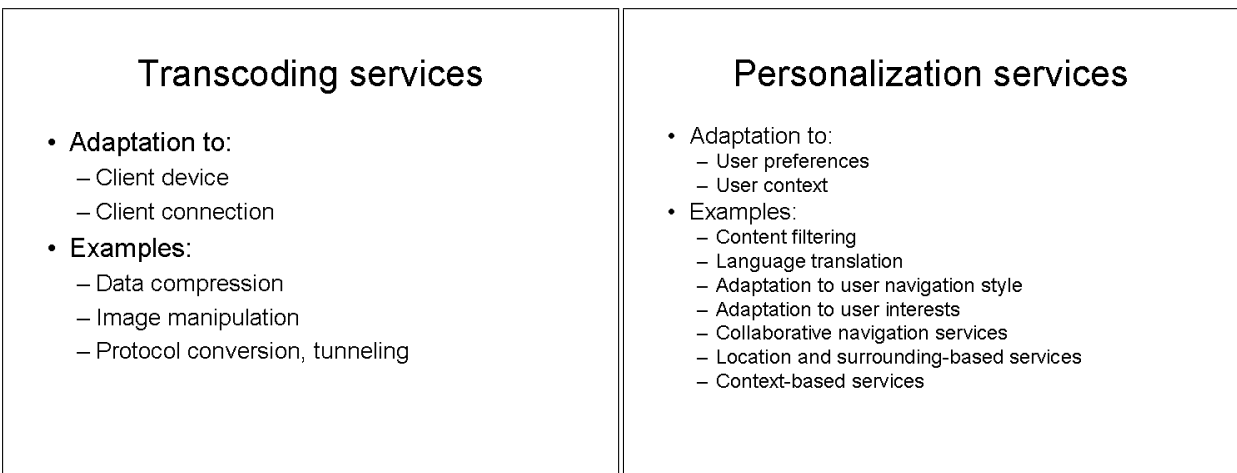 Transcoding services
• Adaptation to:
– Client device
– Client connection
• Examples:
– Data compression
– Image manipulation
– Protocol conversion, tunneling
Personalization services
• Adaptation to:
– User preferences
– User context
• Examples:
– Content filtering
– Language translation
– Adaptation to user navigation style
– Adaptation to user interests
– Collaborative navigation services
– Location and surrounding-based services
– Context-based services